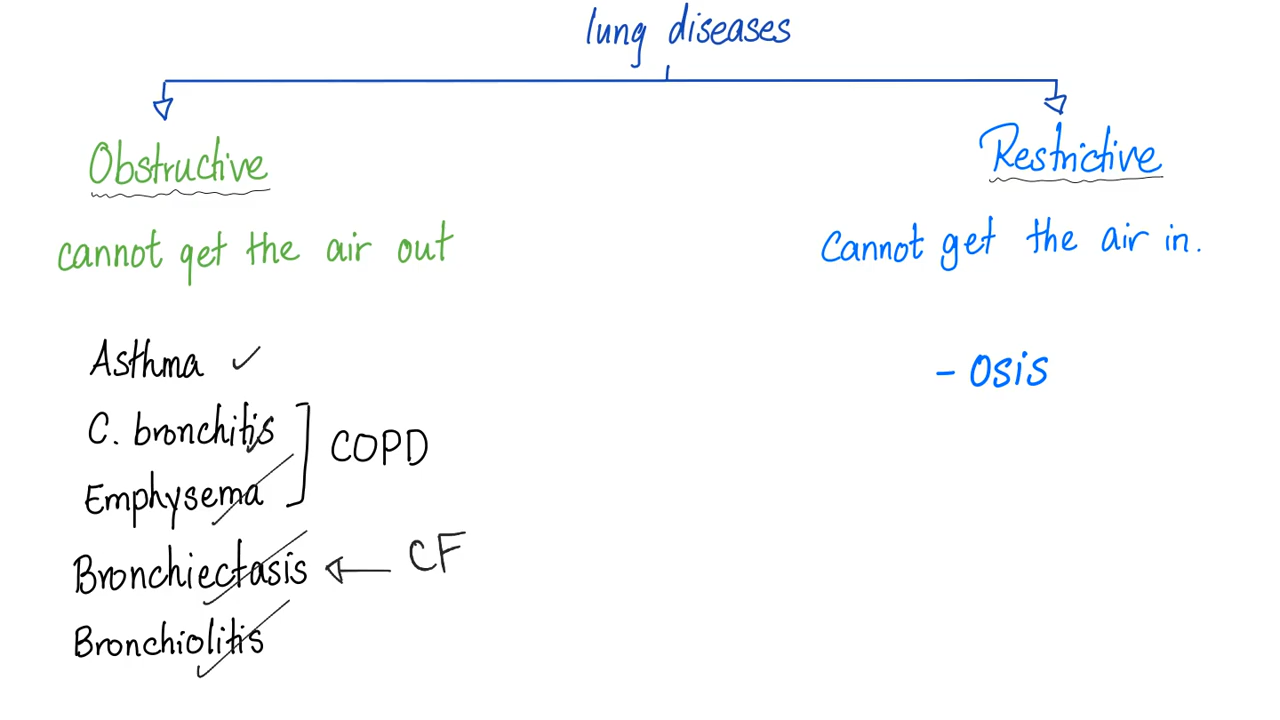 lung diseases
Obstructive
Restrictive
cannot get the air out
Cannot get the air in.
Asthma ✓
- osis
C. bronchitis
COPD
Emphysema
Bronchiectasis
CF
Bronchiolitis